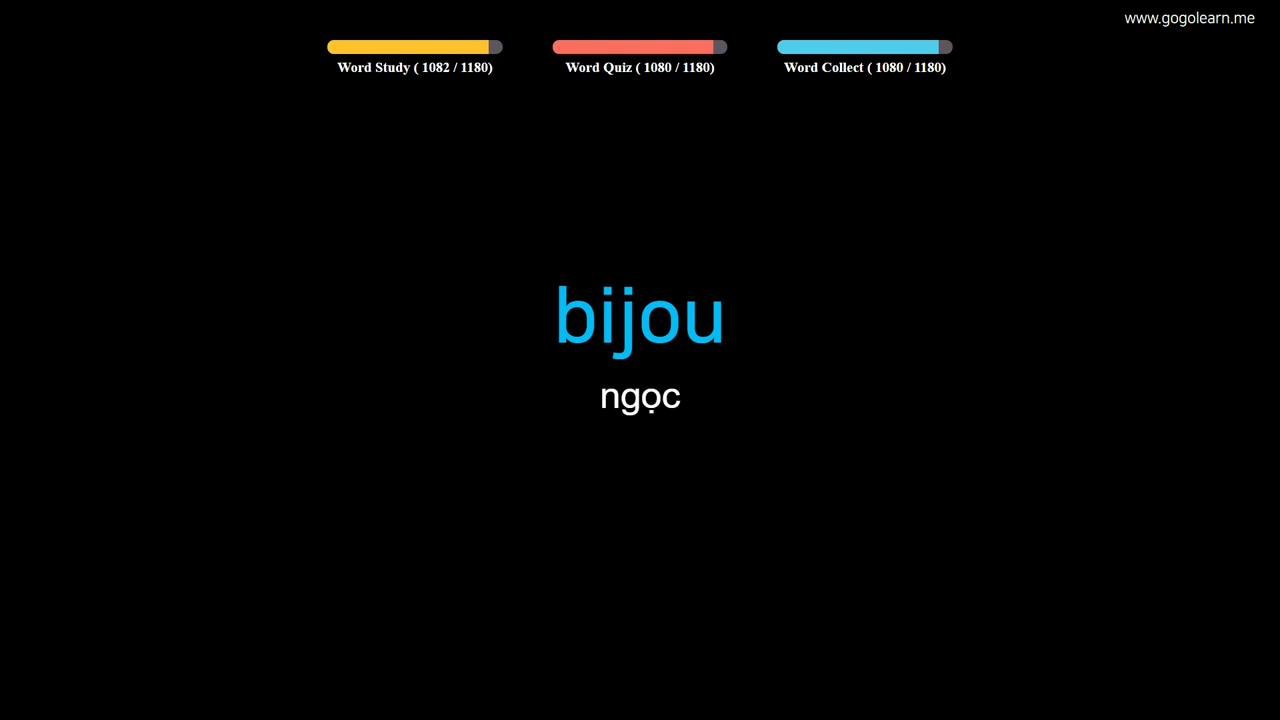 www.gogolearn.me
Word Study ( 1082 / 1180)
Word Quiz ( 1080 / 1180)
Word Collect ( 1080 / 1180)
bijou
ngọc